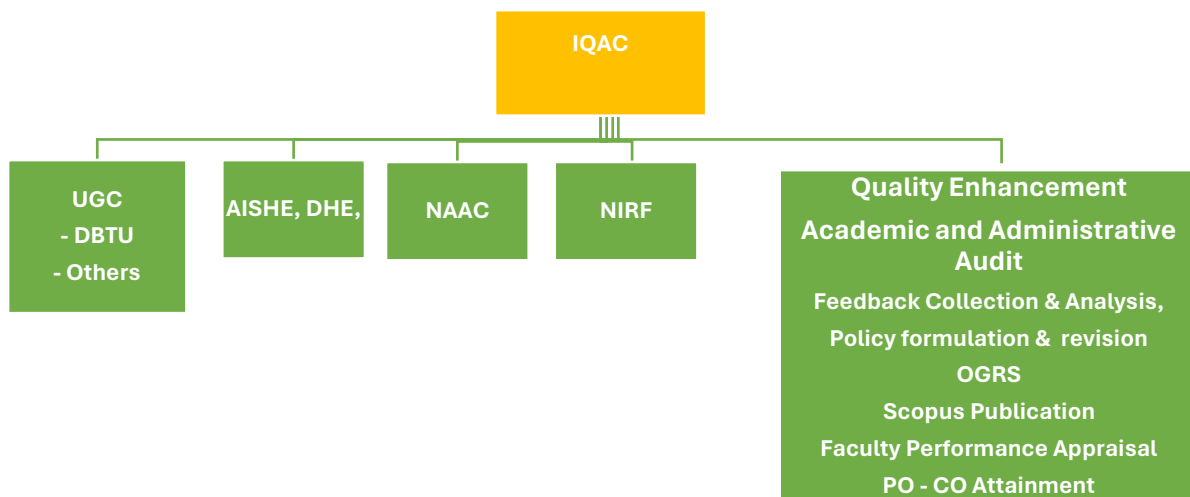 IQAC
UGC
- DBTU
- Others
AISHE, DHE,
NAAC
NIRF
Quality Enhancement
Academic and Administrative
Audit
Feedback Collection & Analysis,
Policy formulation &  revision
OGRS
Scopus Publication
Faculty Performance Appraisal
PO - CO Attainment